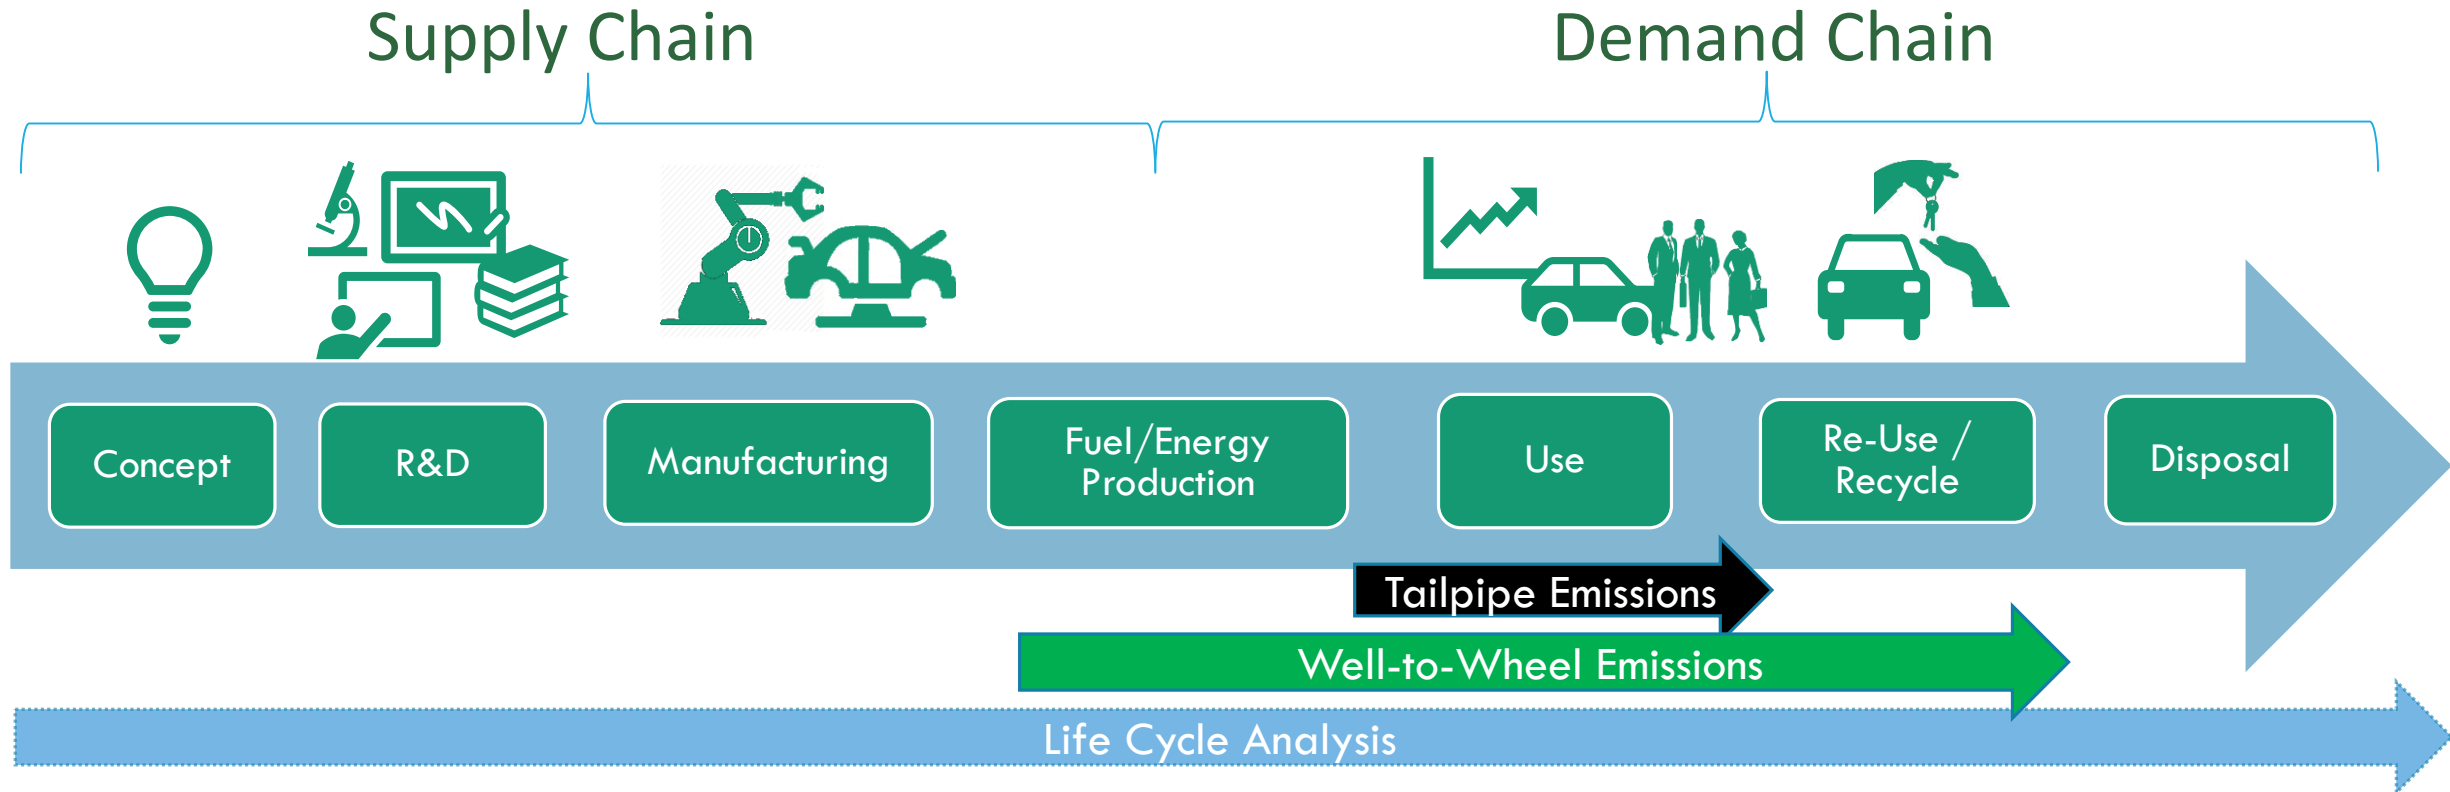 Supply Chain
Demand Chain
Concept
R&D
Manufacturing
Fuel/Energy
Production
Use
Re-Use /
Recycle
Disposal
Tailpipe Emissions
Well-to-Wheel Emissions
Life Cycle Analysis